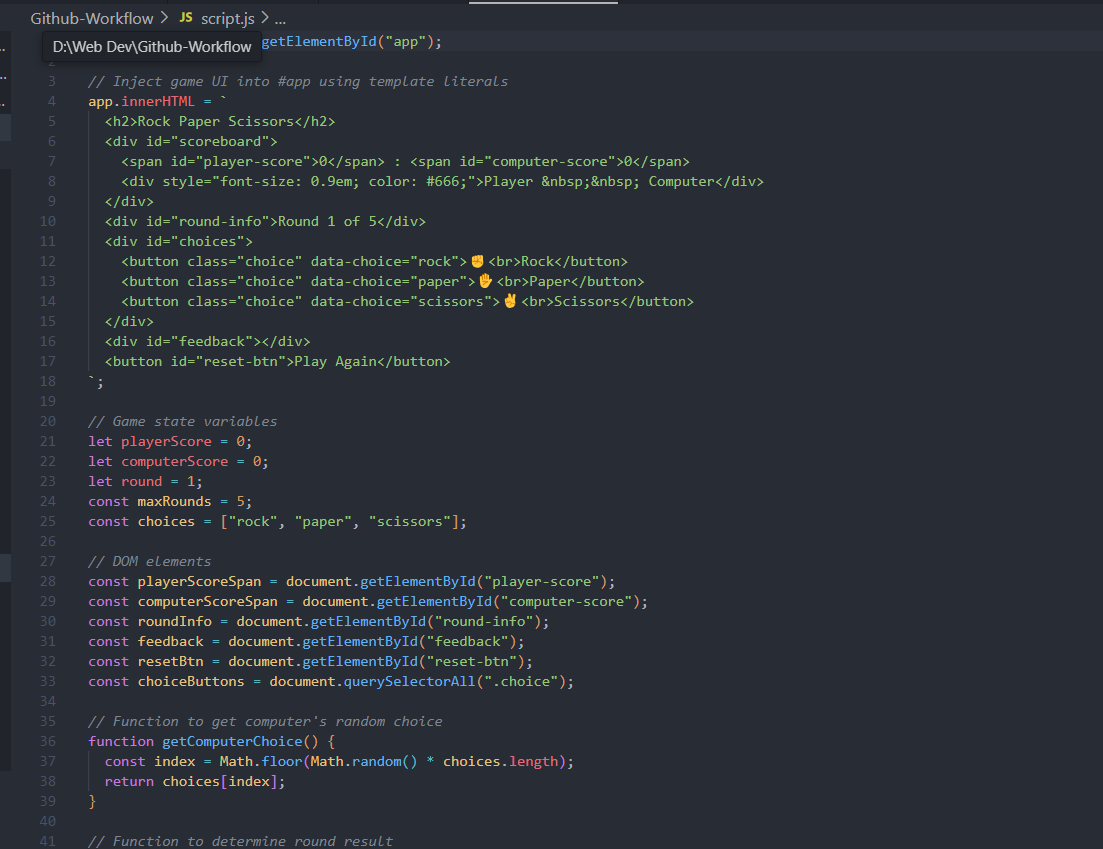 Github-Workflow > JS script.js > ...
D:\Web Dev\Github-Workflow getElementById("app");
2
3 // Inject game UI into #app using template literals
4 app.innerHTML = `
5 <h2>Rock Paper Scissors</h2>
6 <div id="scoreboard">
7 <span id="player-score">0</span> : <span id="computer-score">0</span>
8 <div style="font-size: 0.9em; color: #666;">Player &nbsp;&nbsp; Computer</div>
9 </div>
10 <div id="round-info">Round 1 of 5</div>
11 <div id="choices">
12 <button class="choice" data-choice="rock">✊<br>Rock</button>
13 <button class="choice" data-choice="paper">✋<br>Paper</button>
14 <button class="choice" data-choice="scissors">✌️<br>Scissors</button>
15 </div>
16 <div id="feedback"></div>
17 <button id="reset-btn">Play Again</button>
18 `;
19
20 // Game state variables
21 let playerScore = 0;
22 let computerScore = 0;
23 let round = 1;
24 const maxRounds = 5;
25 const choices = ["rock", "paper", "scissors"];
26
27 // DOM elements
28 const playerScoreSpan = document.getElementById("player-score");
29 const computerScoreSpan = document.getElementById("computer-score");
30 const roundInfo = document.getElementById("round-info");
31 const feedback = document.getElementById("feedback");
32 const resetBtn = document.getElementById("reset-btn");
33 const choiceButtons = document.querySelectorAll(".choice");
34
35 // Function to get computer's random choice
36 function getComputerChoice() {
37 const index = Math.floor(Math.random() * choices.length);
38 return choices[index];
39 }
40
41 // Function to determine round result